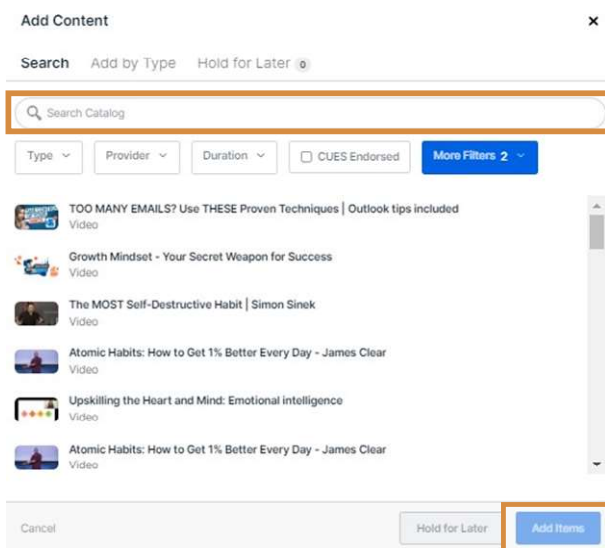 Add Content
Search Add by Type Hold for Later 0
Search Catalog
Type Provider Duration CUES Endorsed More Filters 2
TOO MANY EMAILS? Use THESE Proven Techniques | Outlook tips included
Video
Growth Mindset - Your Secret Weapon for Success
Video
The MOST Self-Destructive Habit | Simon Sinek
Video
Atomic Habits: How to Get 1% Better Every Day - James Clear
Video
Upskilling the Heart and Mind: Emotional intelligence
Video
Atomic Habits: How to Get 1% Better Every Day - James Clear
Video
Cancel Hold for Later Add Items